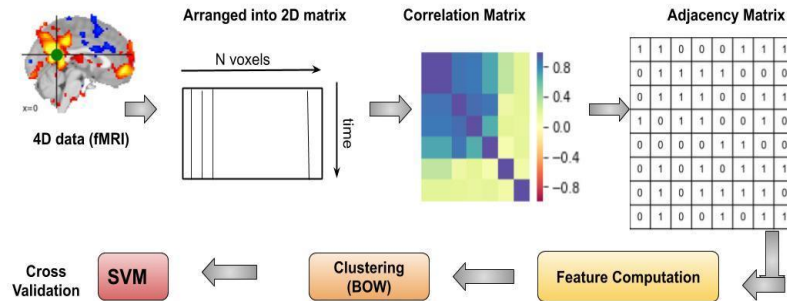 Arranged into 2D matrix
Correlation Matrix
Adjacency Matrix
N voxels
time
x=0
4D data (fMRI)
0.8
0.4
0.0
−0.4
−0.8
1 1 0 0 0 1 1 1
0 1 1 1 1 0 0 0
0 1 1 1 0 0 1 1
1 0 1 1 0 0 1 1
0 0 0 0 1 1 0 0
0 1 0 1 0 1 1 1
0 1 0 1 1 1 1 0
0 1 0 0 1 0 1 1
Cross
Validation
SVM
Clustering
(BOW)
Feature Computation